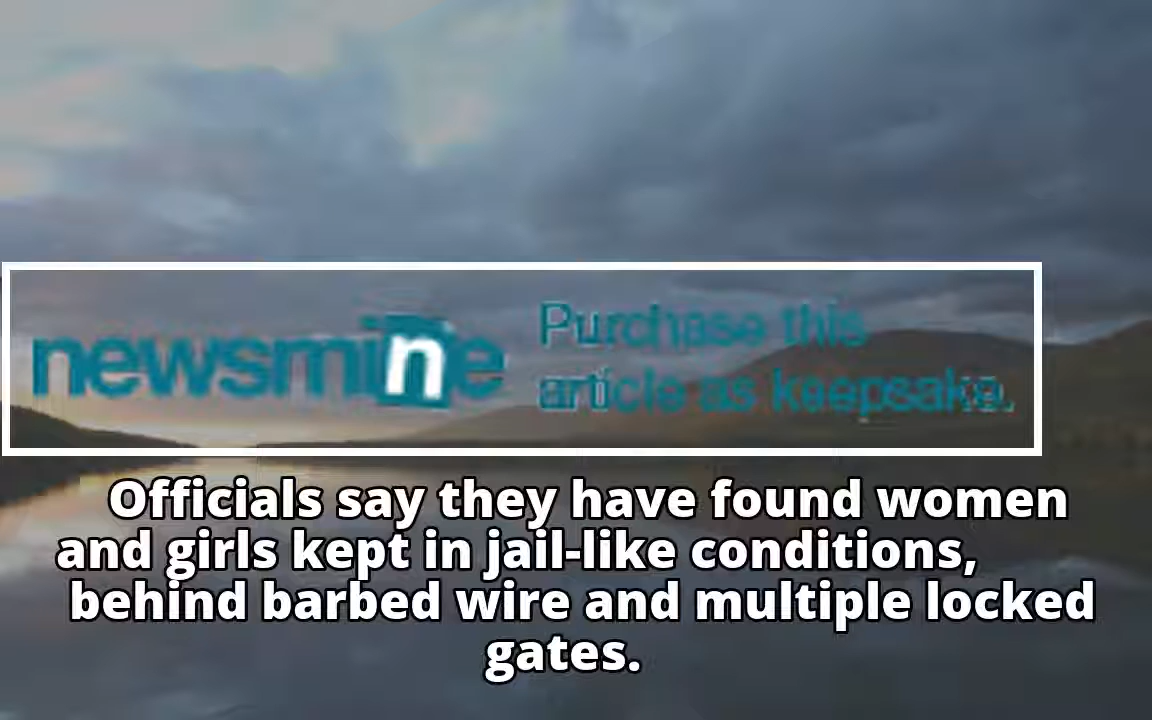 newsmine
Purchase this
article as keepsake.
Officials say they have found women
and girls kept in jail-like conditions,
behind barbed wire and multiple locked
gates.